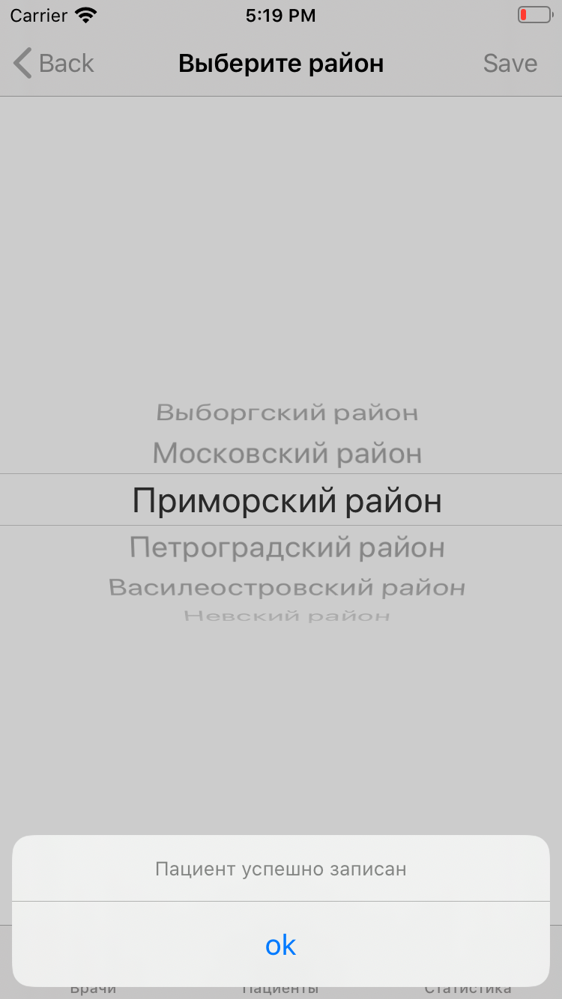 Carrier 5:19 PM
Back Выберите район Save
Выборгский район
Московский район
Приморский район
Петроградский район
Василеостровский район
Невский район
Пациент успешно записан
ok
Врачи Пациенты Статистика